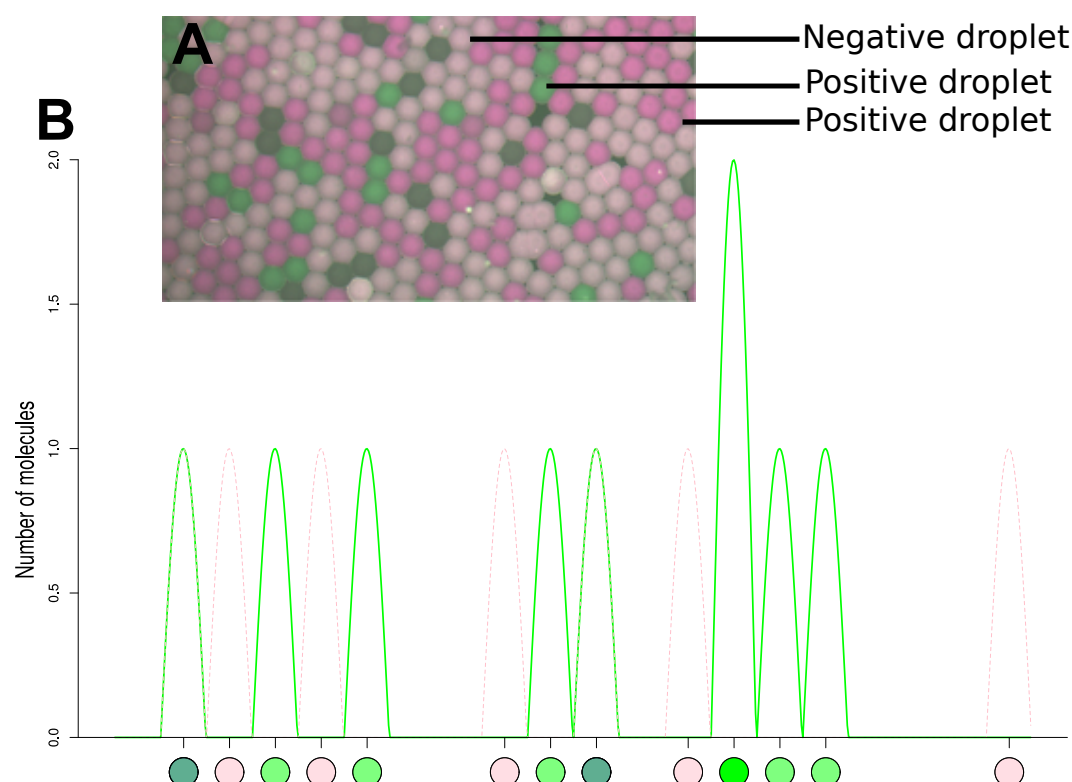 A
Negative droplet
Positive droplet
Positive droplet
B
2.0
1.5
1.0
0.5
0.0
Number of molecules